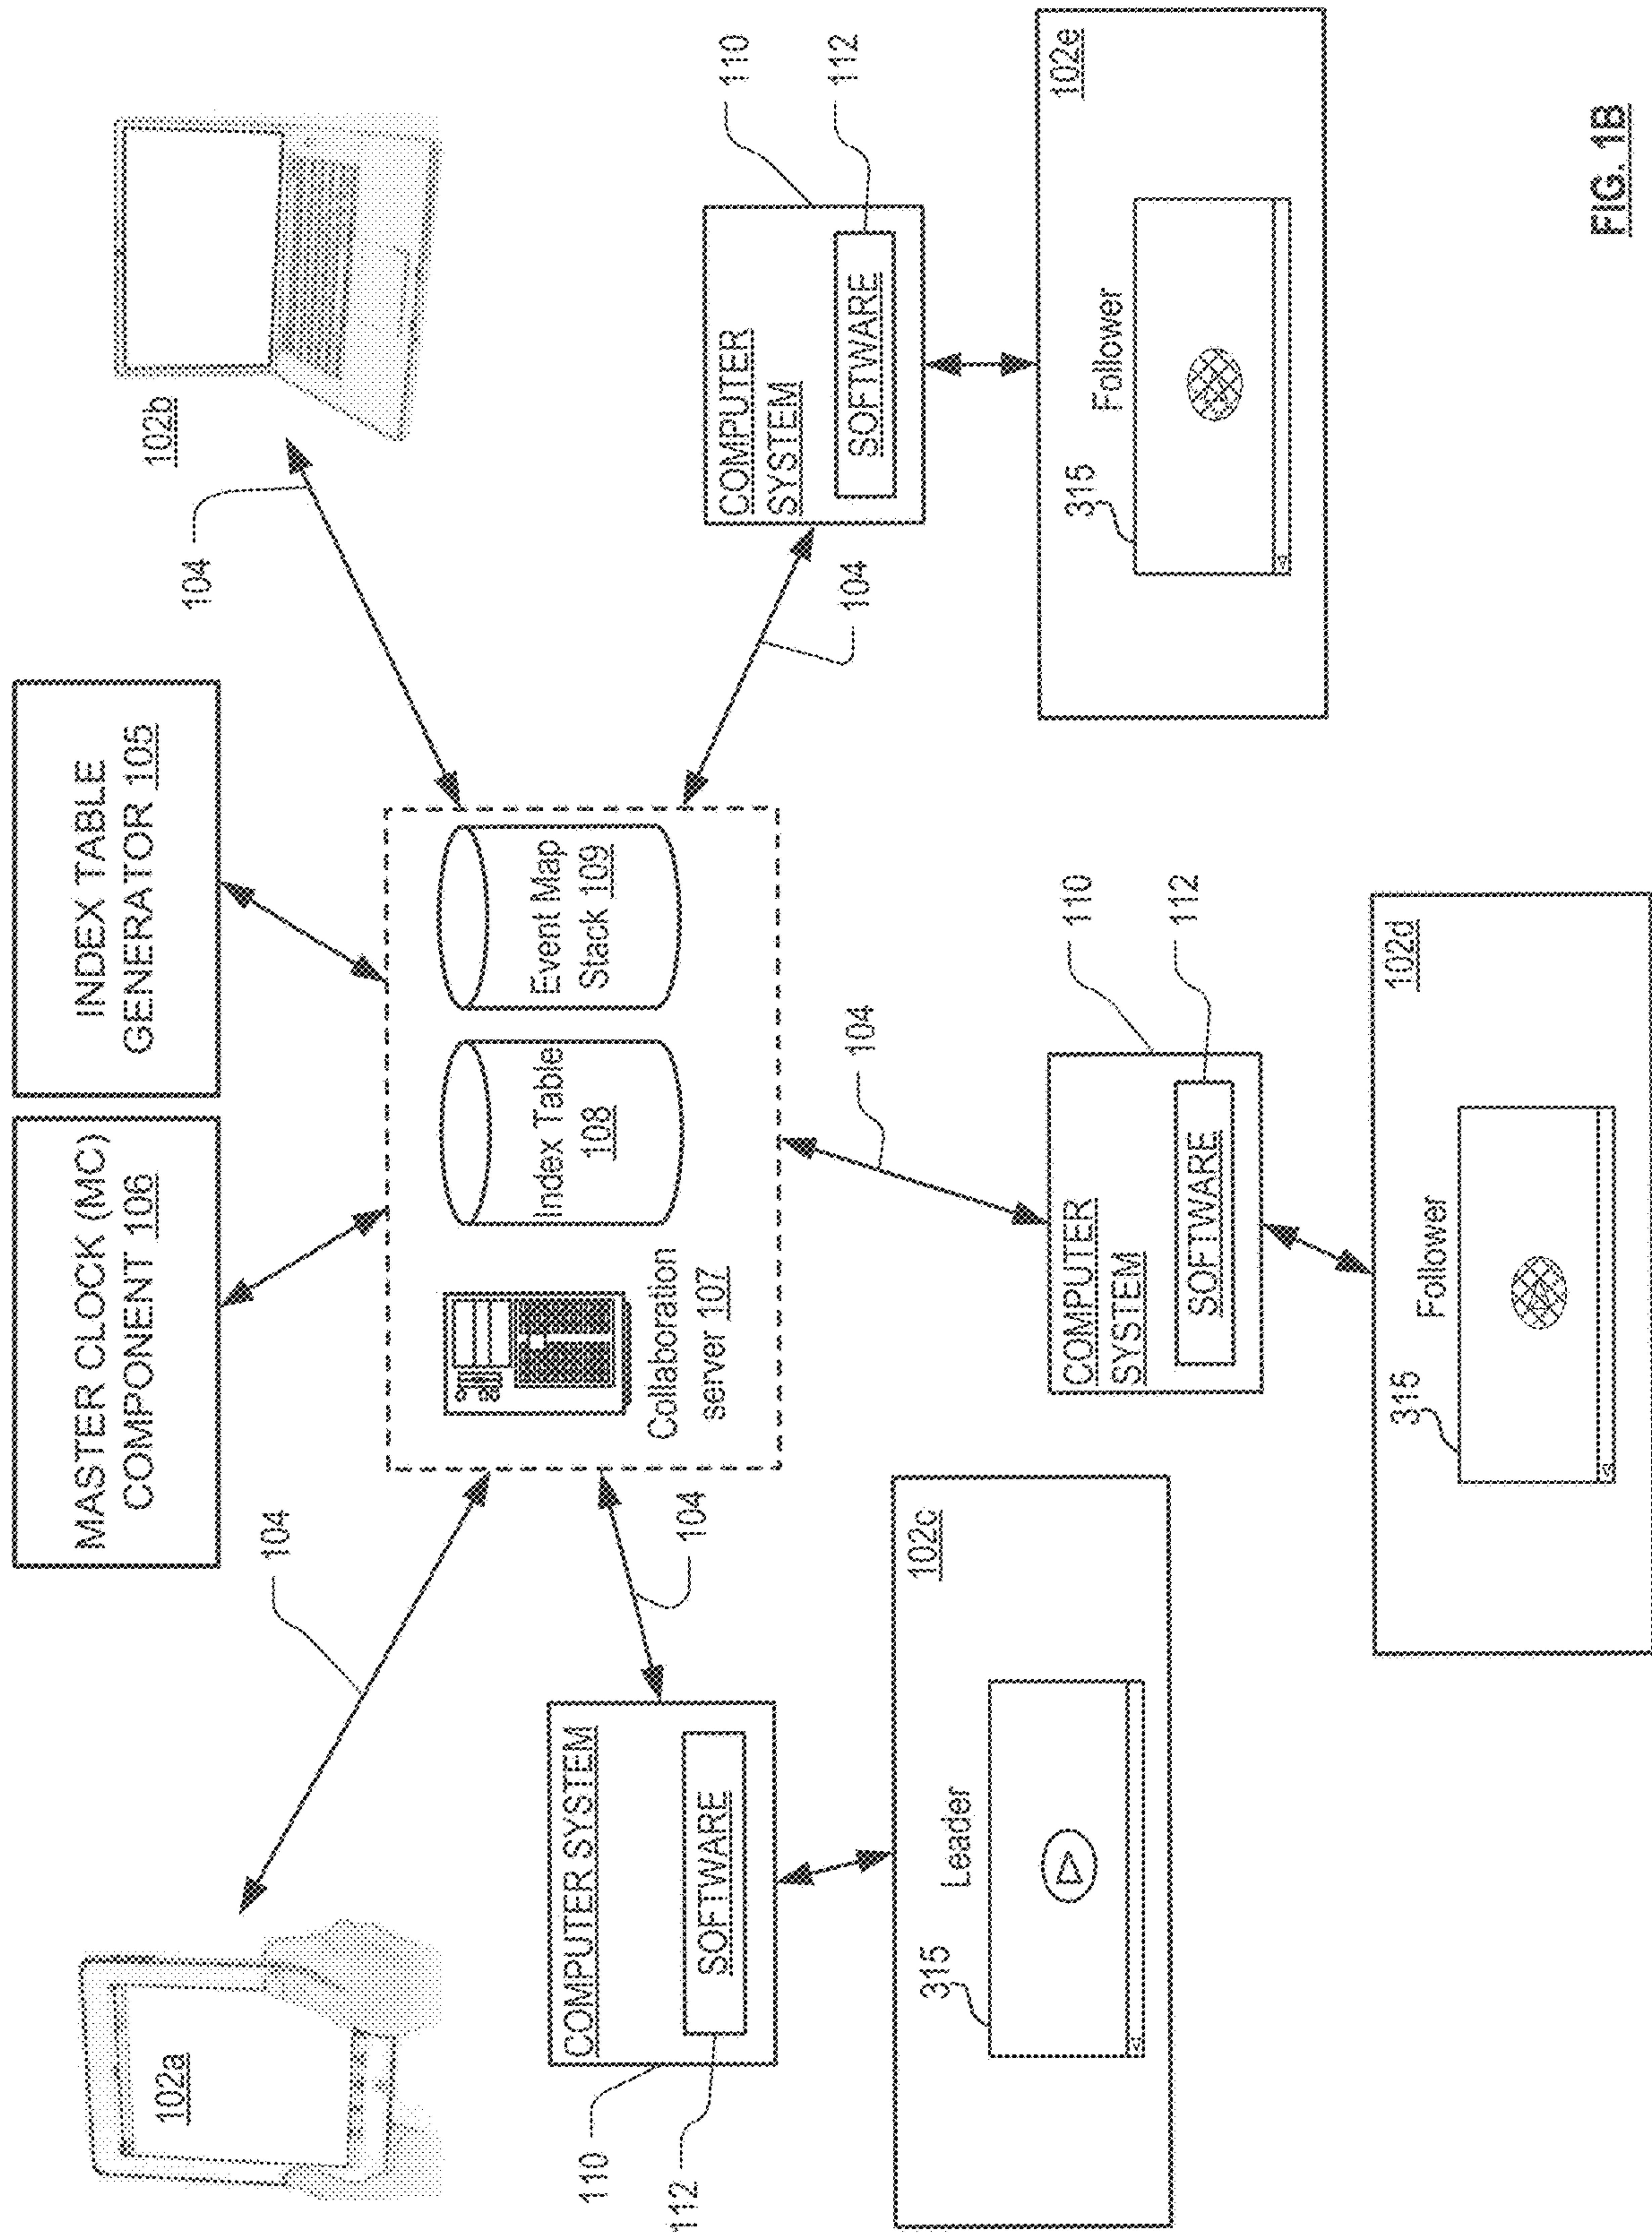 MASTER CLOCK (MC)
COMPONENT 106
INDEX TABLE
GENERATOR 105
102a
104
104
102b
Collaboration
server 107
Index Table
108
Event Map
Stack 109
104
104
104
110
112
COMPUTER SYSTEM
SOFTWARE
110
112
COMPUTER
SYSTEM
SOFTWARE
110
112
COMPUTER
SYSTEM
SOFTWARE
102c
Leader
315
102d
Follower
315
102e
Follower
315
FIG. 1B